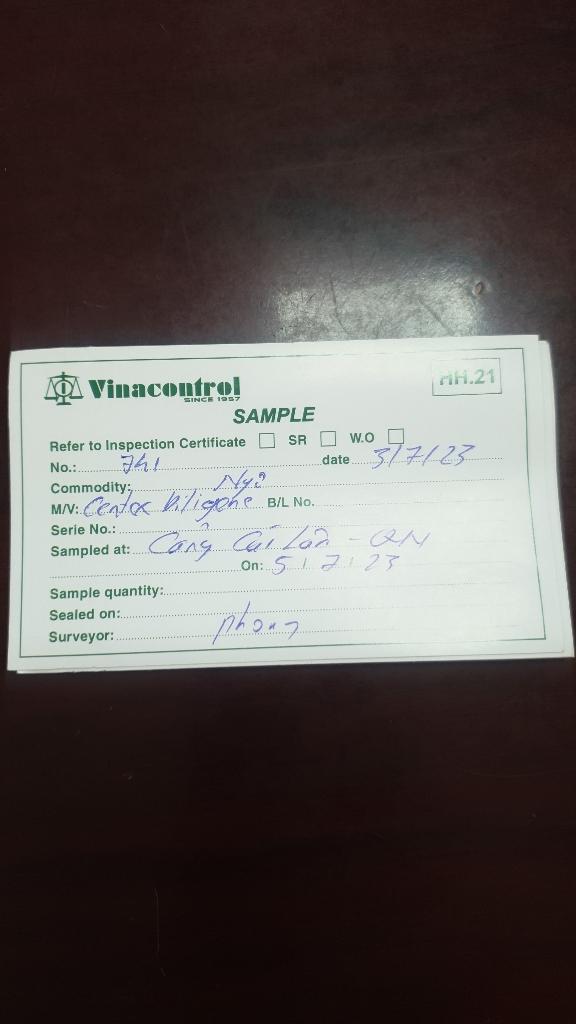 Vinacontrol
SINCE 1957
HH.21
SAMPLE
Refer to Inspection Certificate SR W.O
No.: 741 date 3/7/23
Commodity: Ngô
M/V: Centex B/L No.
Serie No.:
Sampled at: Cảng Cái Lân - QN
On: 5/7/23
Sample quantity:
Sealed on:
Surveyor: phong